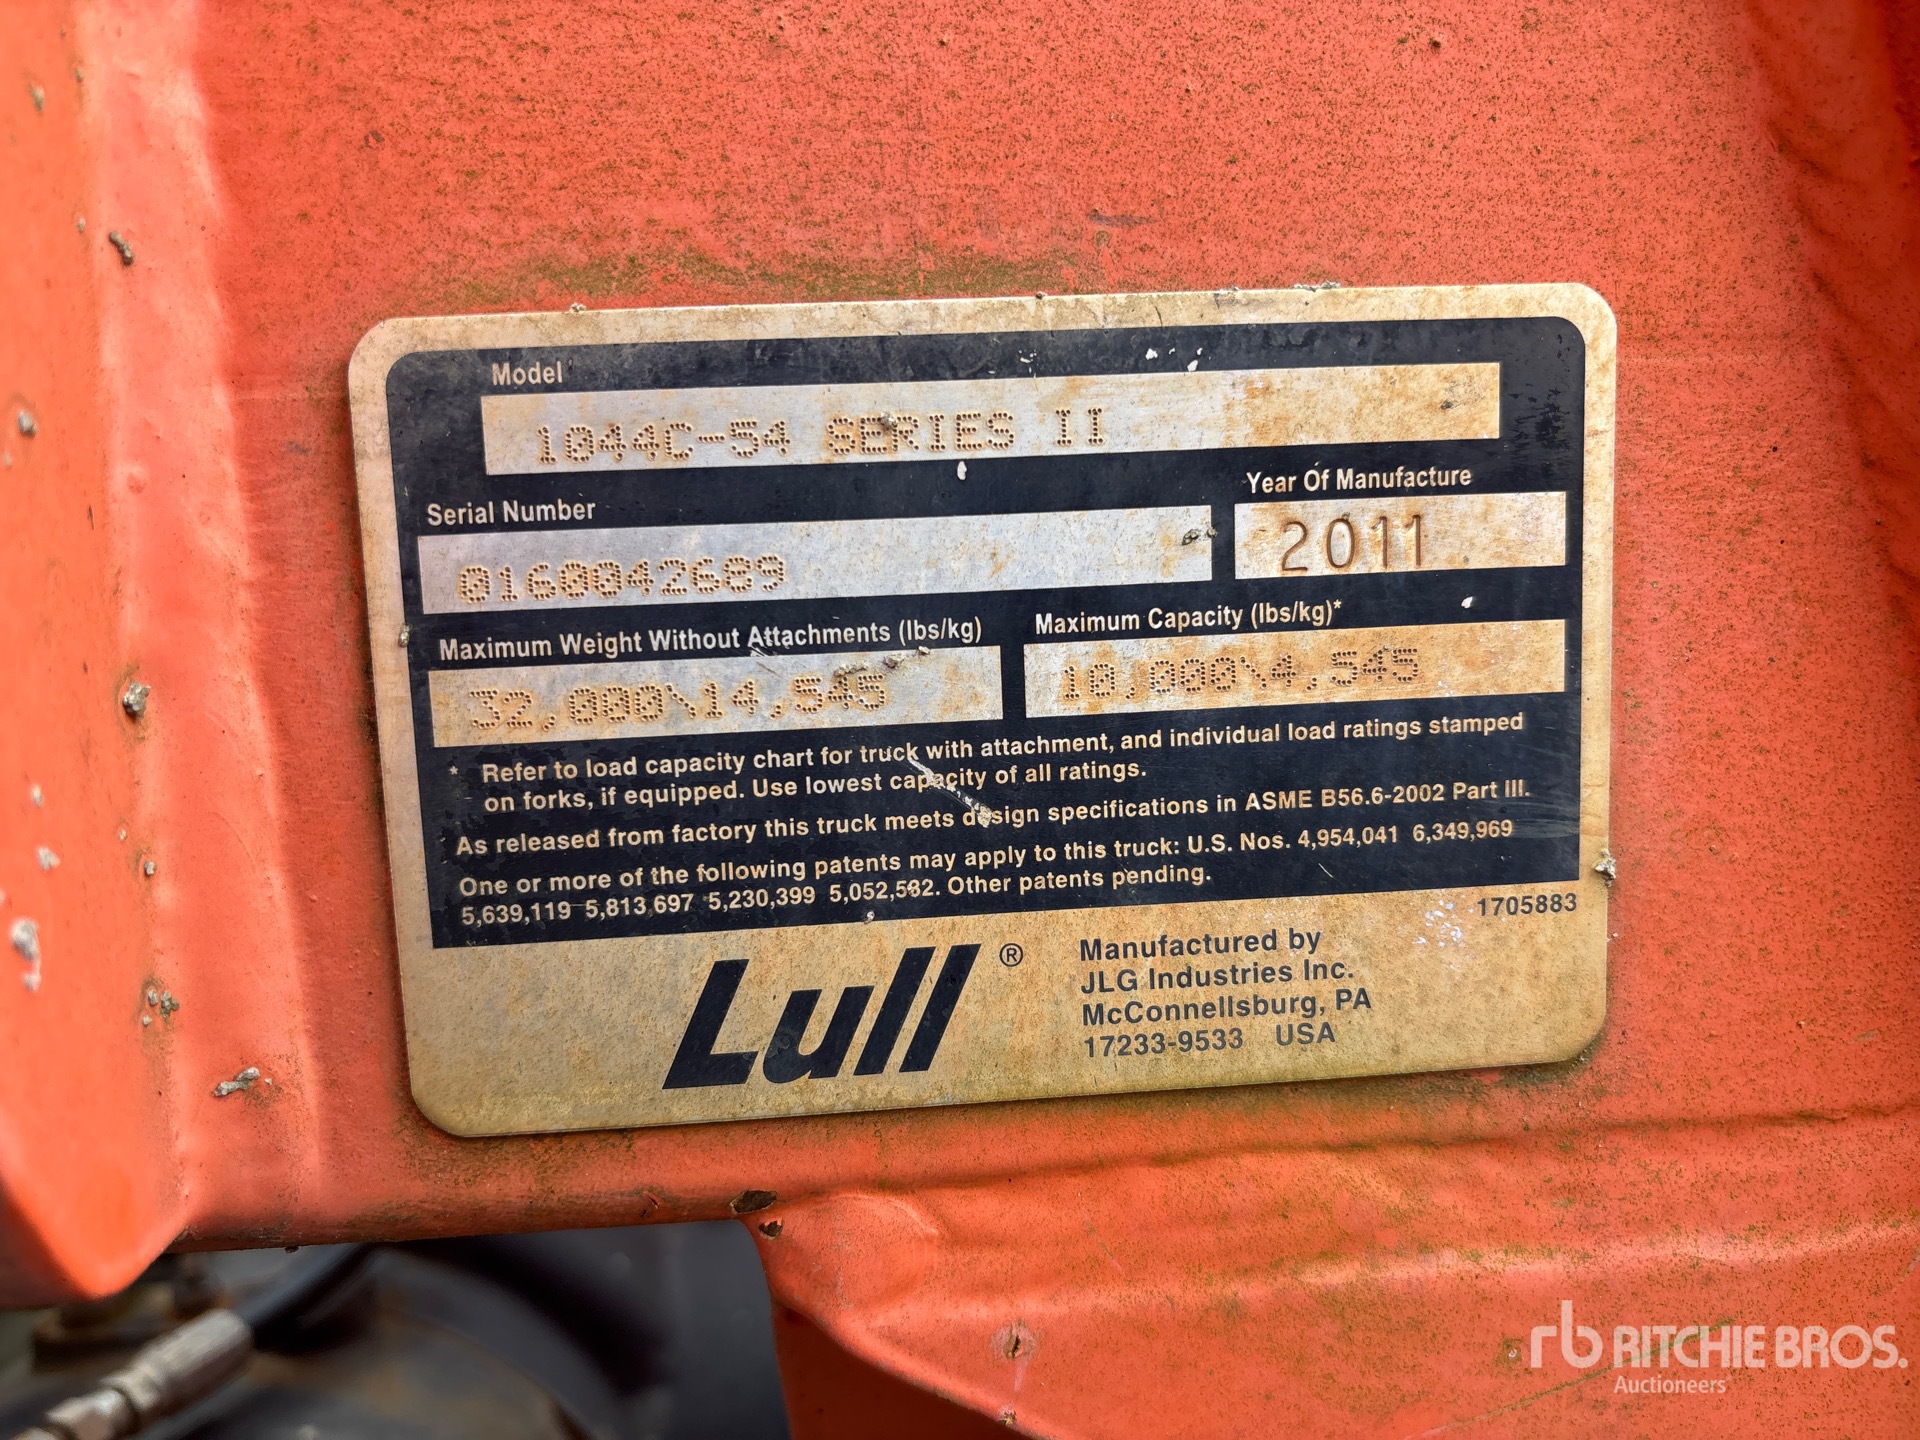 Model
1044C-54 SERIES II
Serial Number
0160042689
Year Of Manufacture
2011
Maximum Weight Without Attachments (lbs/kg)
32,000\14,545
Maximum Capacity (lbs/kg)*
10,000\4,545
* Refer to load capacity chart for truck with attachment, and individual load ratings stamped
on forks, if equipped. Use lowest capacity of all ratings.
As released from factory this truck meets design specifications in ASME B56.6-2002 Part III.
One or more of the following patents may apply to this truck: U.S. Nos. 4,954,041 6,349,969
5,639,119 5,813,697 5,230,399 5,052,582. Other patents pending.
1705883
Lull®
Manufactured by
JLG Industries Inc.
McConnellsburg, PA
17233-9533 USA
rb RITCHIE BROS.
Auctioneers